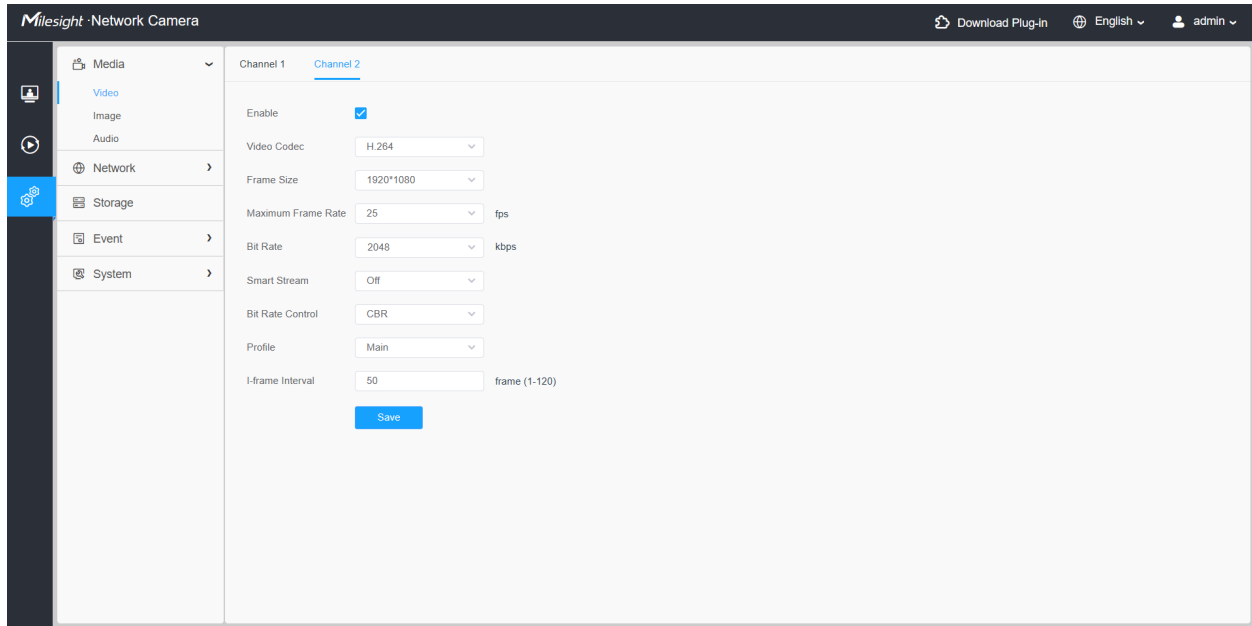 Milesight · Network Camera
Download Plug-in
English
admin
Media
Video
Image
Audio
Network
Storage
Event
System
Channel 1 Channel 2
Enable
Video Codec H.264
Frame Size 1920*1080
Maximum Frame Rate 25 fps
Bit Rate 2048 kbps
Smart Stream Off
Bit Rate Control CBR
Profile Main
I-frame Interval 50 frame (1-120)
Save